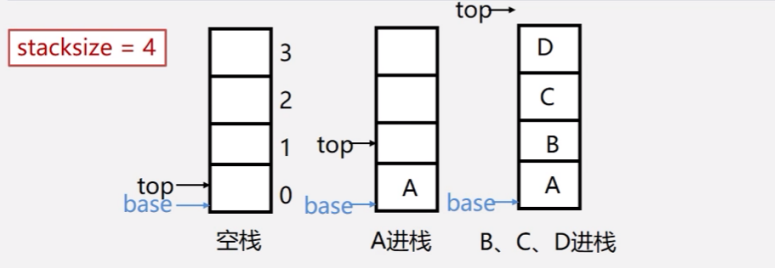 top
stacksize = 4
3
2
1
0
top
base
空栈
top
A
base
A进栈
D
C
B
A
base
B、C、D进栈